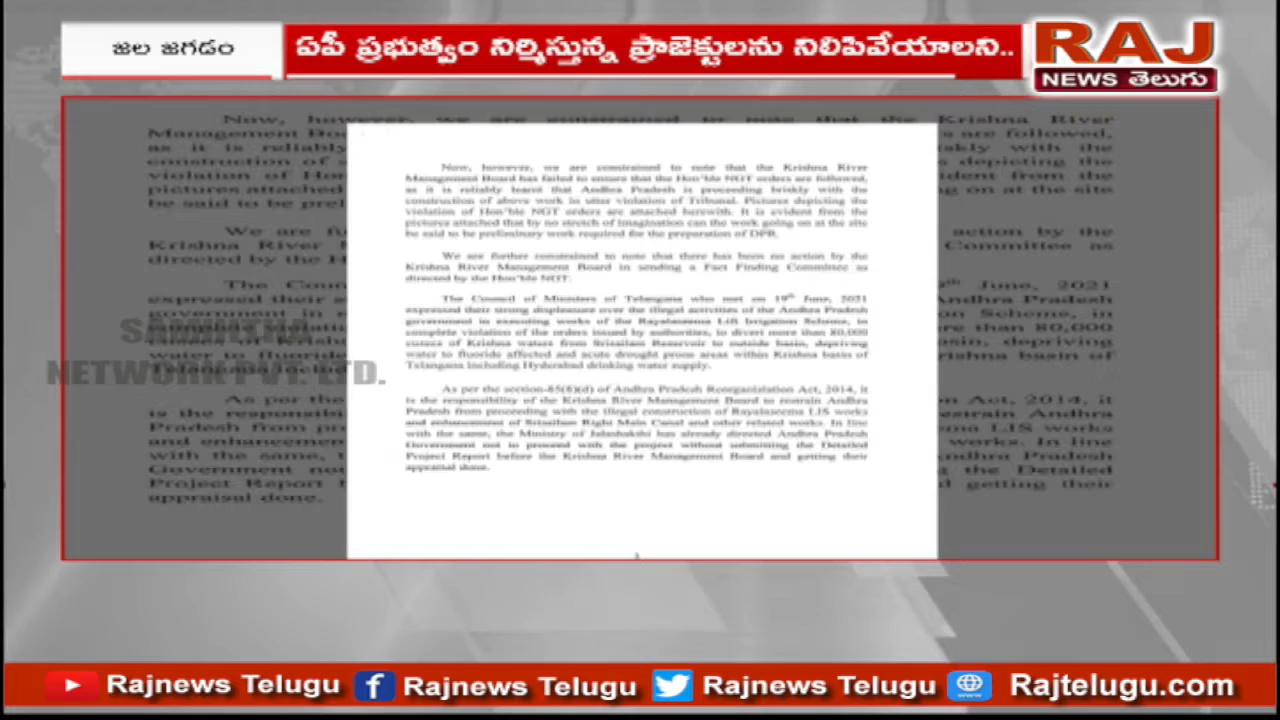 జల జగడం
ఏపీ ప్రభుత్వం నిర్మిస్తున్న ప్రాజెక్టులను నిలిపివేయాలని..
RAJ
NEWS తెలుగు
Now, however, we are constrained to note that the Krishna River
Management Board has failed to ensure that the Hon'ble NGT orders are followed,
as it is reliably learnt that Andhra Pradesh is proceeding briskly with the
construction of above work in utter violation of Tribunal. Pictures depicting the
violation of Hon'ble NGT orders are attached herewith. It is evident from the
pictures attached that by no stretch of imagination can the work going on at the site
be said to be preliminary work required for the preparation of DPR.
We are further constrained to note that there has been no action by the
Krishna River Management Board in sending a Fact Finding Committee as
directed by the Hon'ble NGT.
The Council of Ministers of Telangana who met on 19th June, 2021
expressed their strong displeasure over the illegal activities of the Andhra Pradesh
government in executing works of the Rayalaseema Lift Irrigation Scheme, in
complete violation of the orders issued by authorities, to divert more than 80,000
cusecs of Krishna waters from Srisailam Reservoir to outside basin, depriving
water to fluoride affected and acute drought prone areas within Krishna basin of
Telangana including Hyderabad drinking water supply.
As per the section-85(8)(d) of Andhra Pradesh Reorganization Act, 2014, it
is the responsibility of the Krishna River Management Board to restrain Andhra
Pradesh from proceeding with the illegal construction of Rayalaseema LIS works
and enhancement of Srisailam Right Main Canal and other related works. In line
with the same, the Ministry of Jalashakthi has already directed Andhra Pradesh
Government not to proceed with the project without submitting the Detailed
Project Report before the Krishna River Management Board and getting their
appraisal done.
NETWORK PVT. LTD.
Rajnews Telugu
Rajnews Telugu
Rajnews Telugu
Rajtelugu.com